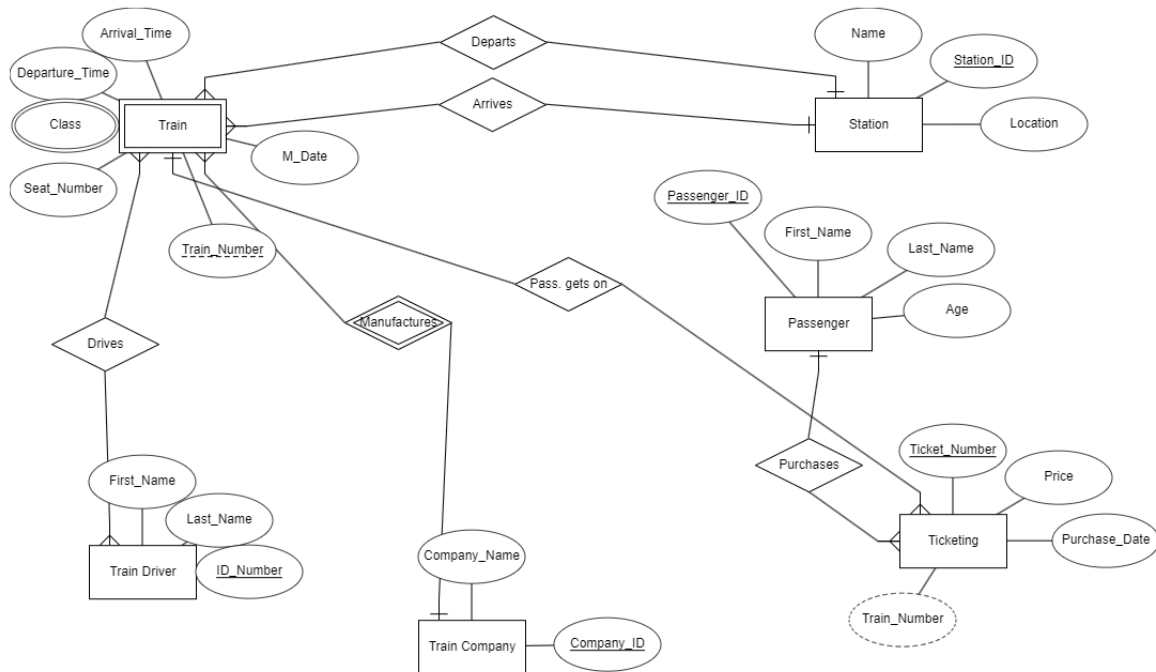 Arrival_Time
Departs
Name
Departure_Time
Station_ID
Class
Train
Arrives
Station
Location
M_Date
Seat_Number
Passenger_ID
Train_Number
First_Name
Last_Name
Pass. gets on
Manufactures
Passenger
Age
Drives
Purchases
Ticket_Number
First_Name
Price
Last_Name
Ticketing
Purchase_Date
Company_Name
Train Driver
ID_Number
Train_Number
Train Company
Company_ID